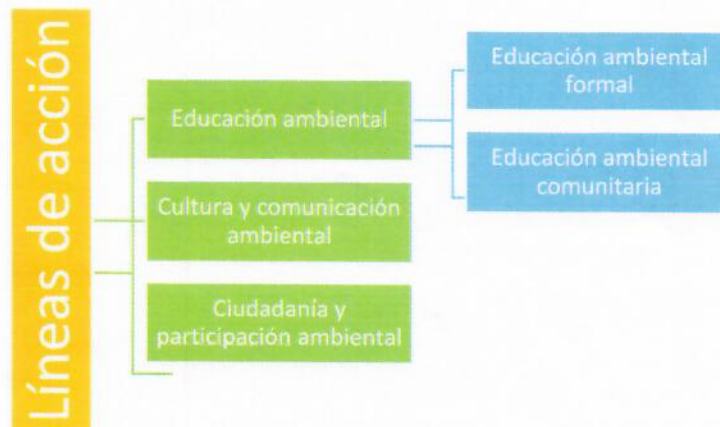 Líneas de acción
Educación ambiental
Educación ambiental
formal
Educación ambiental
comunitaria
Cultura y comunicación
ambiental
Ciudadanía y
participación ambiental